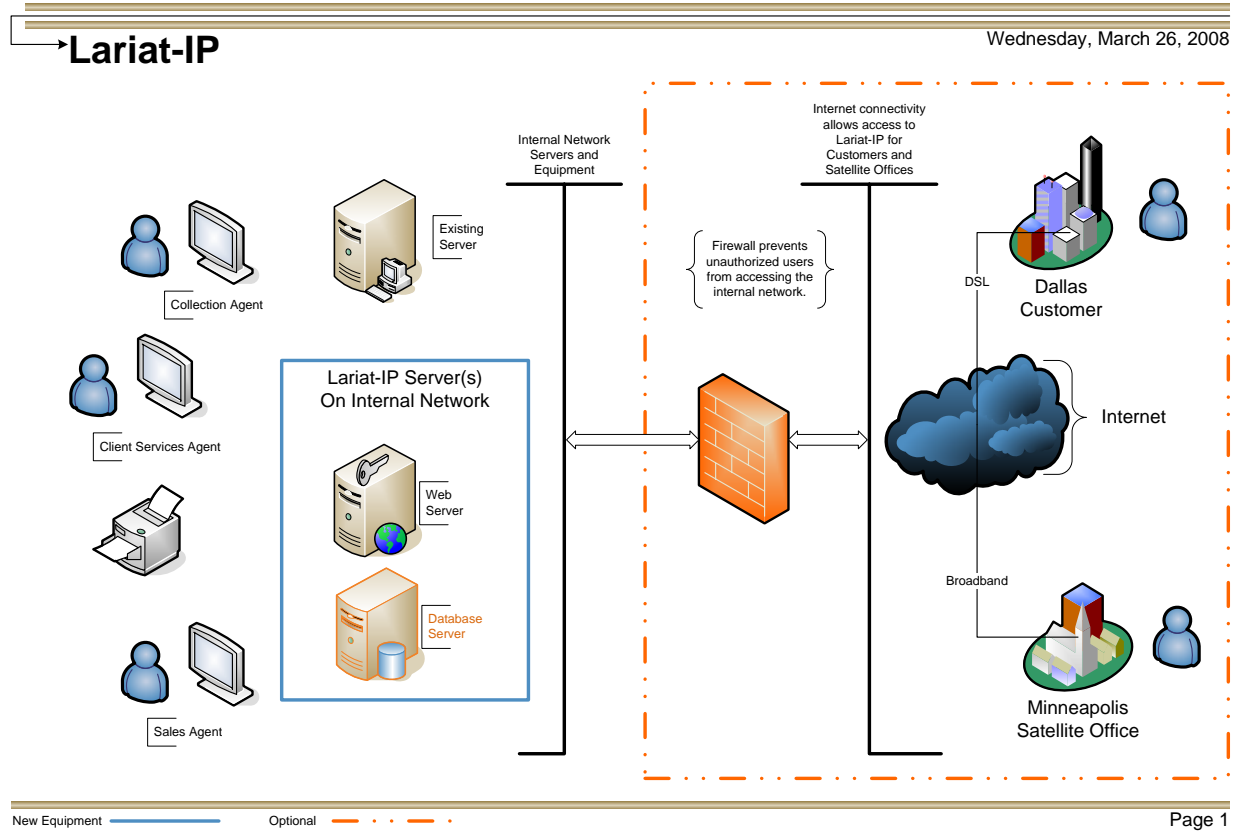 Lariat-IP
Wednesday, March 26, 2008
Internal Network
Servers and
Equipment
Internet connectivity
allows access to
Lariat-IP for
Customers and
Satellite Offices
Existing
Server
Collection Agent
Firewall prevents
unauthorized users
from accessing the
internal network.
DSL
Dallas
Customer
Lariat-IP Server(s)
On Internal Network
Client Services Agent
Internet
Web
Server
Broadband
Database
Server
Sales Agent
Minneapolis
Satellite Office
New Equipment
Optional
Page 1